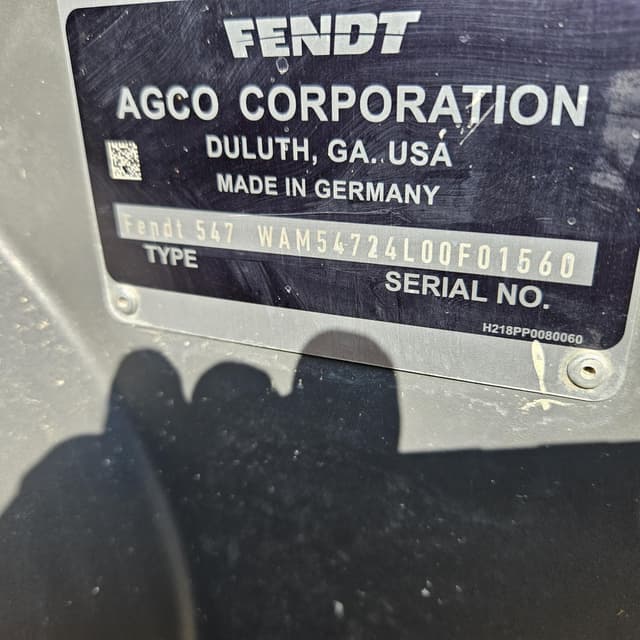 FENDT
AGCO CORPORATION
DULUTH, GA. USA
MADE IN GERMANY
Fendt 547 WAM54724L00F01560
TYPE SERIAL NO.
H218PP0080060